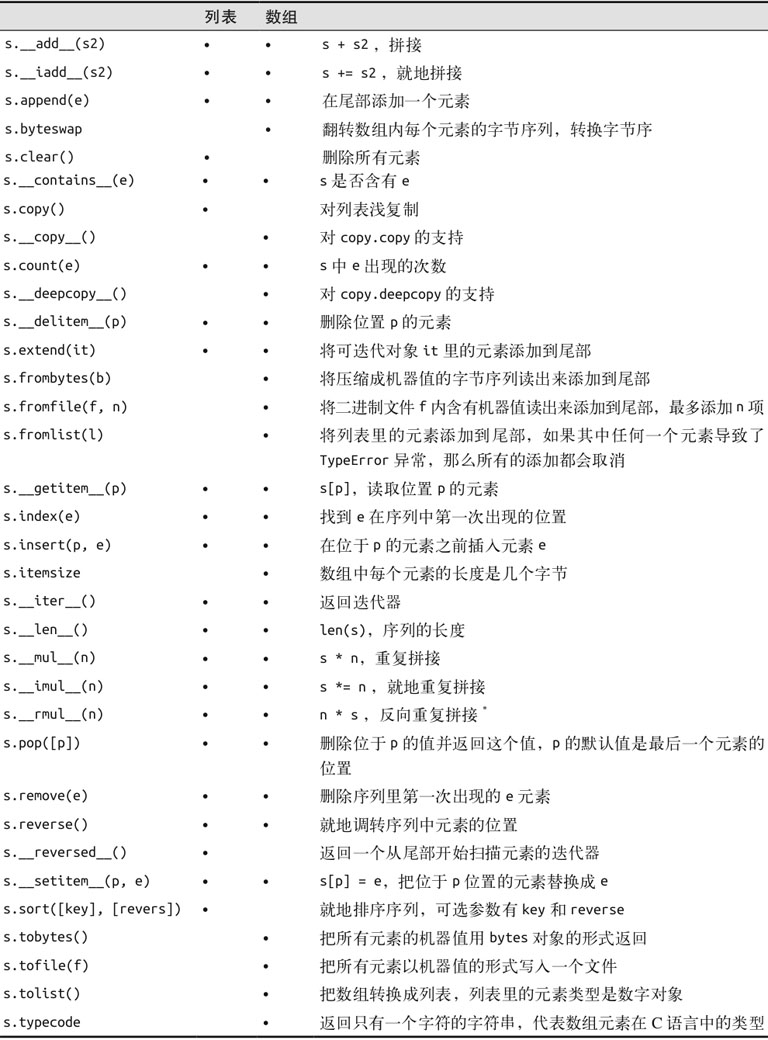 列表 数组
s.__add__(s2) • • s + s2 ，拼接
s.__iadd__(s2) • • s += s2 ，就地拼接
s.append(e) • • 在尾部添加一个元素
s.byteswap • 翻转数组内每个元素的字节序列，转换字节序
s.clear() • 删除所有元素
s.__contains__(e) • • s 是否含有 e
s.copy() • 对列表浅复制
s.__copy__() • 对 copy.copy 的支持
s.count(e) • • s 中 e 出现的次数
s.__deepcopy__() • 对 copy.deepcopy 的支持
s.__delitem__(p) • • 删除位置 p 的元素
s.extend(it) • • 将可迭代对象 it 里的元素添加到尾部
s.frombytes(b) • 将压缩成机器值的字节序列读出来添加到尾部
s.fromfile(f, n) • 将二进制文件 f 内含有机器值读出来添加到尾部，最多添加 n 项
s.fromlist(l) • 将列表里的元素添加到尾部，如果其中任何一个元素导致了
TypeError 异常，那么所有的添加都会取消
s.__getitem__(p) • • s[p]，读取位置 p 的元素
s.index(e) • • 找到 e 在序列中第一次出现的位置
s.insert(p, e) • • 在位于 p 的元素之前插入元素 e
s.itemsize • 数组中每个元素的长度是几个字节
s.__iter__() • • 返回迭代器
s.__len__() • • len(s)，序列的长度
s.__mul__(n) • • s * n，重复拼接
s.__imul__(n) • • s *= n ，就地重复拼接
s.__rmul__(n) • • n * s ，反向重复拼接*
s.pop([p]) • • 删除位于 p 的值并返回这个值，p 的默认值是最后一个元素的
位置
s.remove(e) • • 删除序列里第一次出现的 e 元素
s.reverse() • • 就地调转序列中元素的位置
s.__reversed__() • 返回一个从尾部开始扫描元素的迭代器
s.__setitem__(p, e) • • s[p] = e，把位于 p 位置的元素替换成 e
s.sort([key], [revers]) • 就地排序序列，可选参数有 key 和 reverse
s.tobytes() • 把所有元素的机器值用 bytes 对象的形式返回
s.tofile(f) • 把所有元素以机器值的形式写入一个文件
s.tolist() • 把数组转换成列表，列表里的元素类型是数字对象
s.typecode • 返回只有一个字符的字符串，代表数组元素在 C 语言中的类型